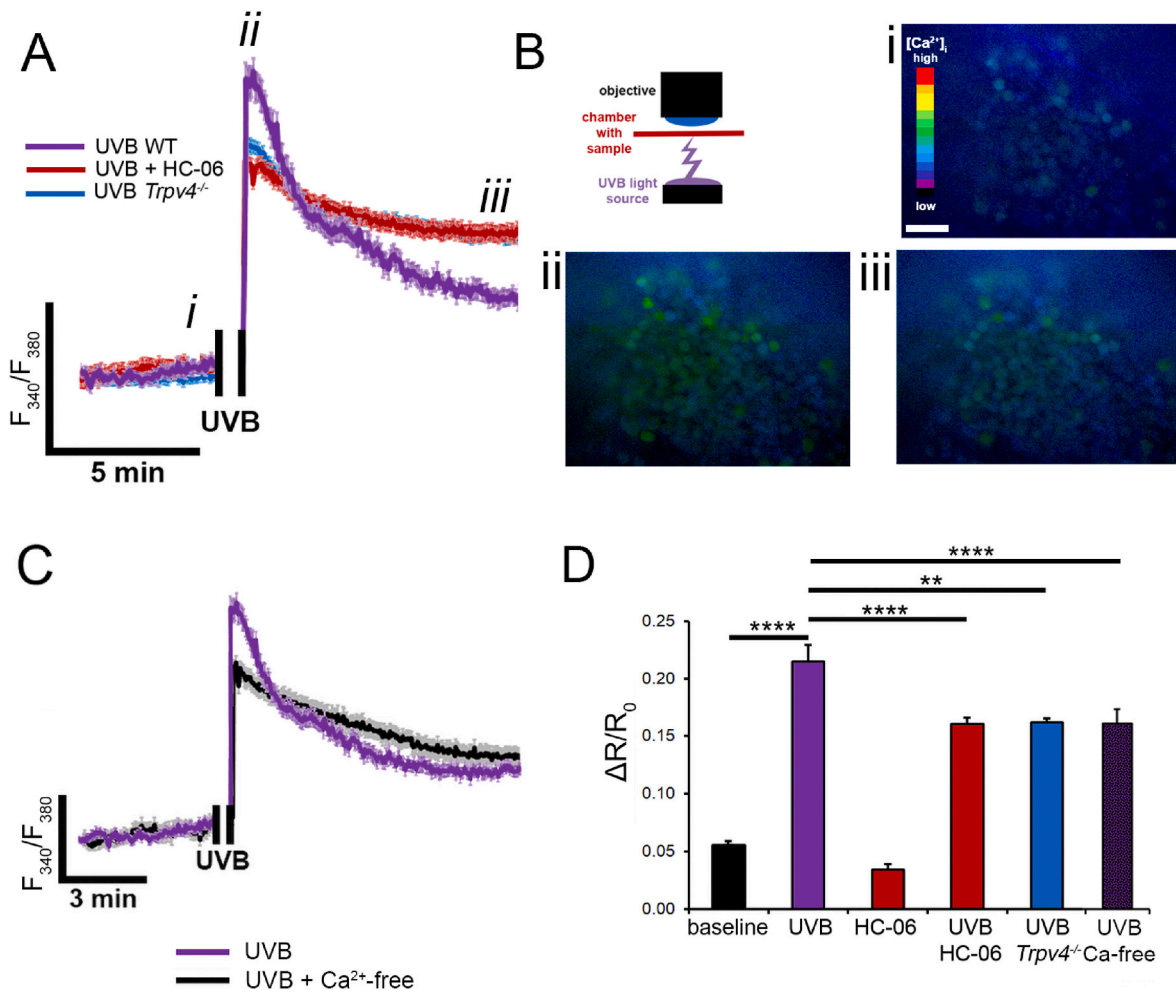 A
ii
UVB WT
UVB + HC-06
UVB Trpv4-/-
iii
i
F340/F380
UVB
5 min
B
objective
chamber
with
sample
UVB light
source
i
[Ca2+]i
high
low
ii
iii
C
F340/F380
UVB
3 min
UVB
UVB + Ca2+-free
D
****
**
****
****
ΔR/R0
0.25
0.20
0.15
0.10
0.05
0.00
baseline
UVB
HC-06
UVB
HC-06
UVB
Trpv4-/-
UVB
Ca-free